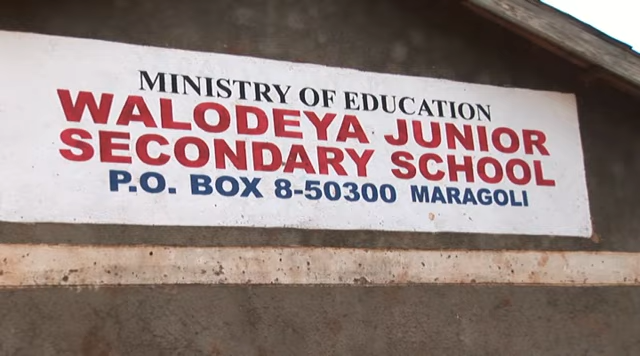 MINISTRY OF EDUCATION
WALODEYA JUNIOR
SECONDARY SCHOOL
P.O. BOX 8-50300 MARAGOLI